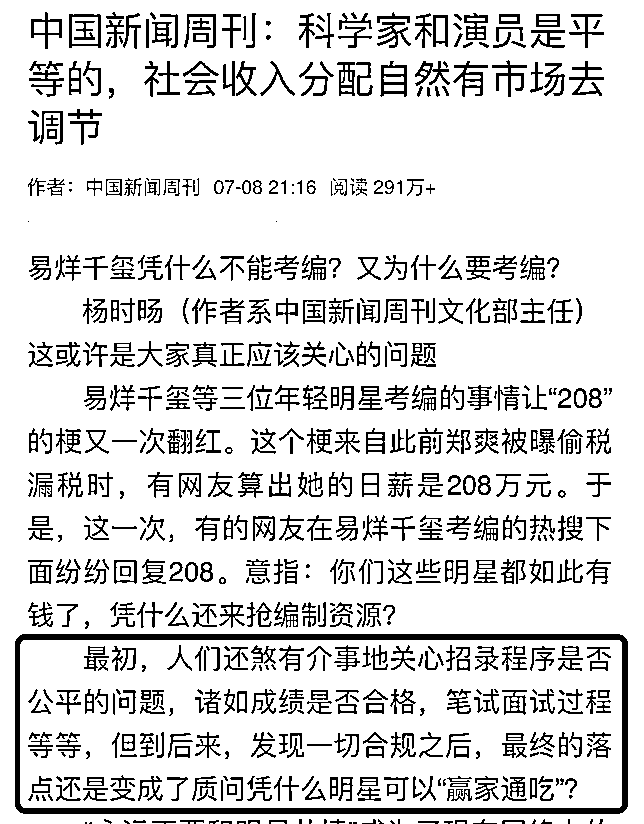 中国新闻周刊：科学家和演员是平
等的，社会收入分配自然有市场去
调节
作者：中国新闻周刊 07-08 21:16 阅读 291万+
易烊千玺凭什么不能考编？又为什么要考编？
杨时旸（作者系中国新闻周刊文化部主任）
这或许是大家真正应该关心的问题
易烊千玺等三位年轻明星考编的事情让“208”
的梗又一次翻红。这个梗来自此前郑爽被曝偷税
漏税时，有网友算出她的日薪是208万元。于
是，这一次，有的网友在易烊千玺考编的热搜下
面纷纷回复208。意指：你们这些明星都如此有
钱了，凭什么还来抢编制资源？
最初，人们还煞有介事地关心招录程序是否
公平的问题，诸如成绩是否合格，笔试面试过程
等等，但到后来，发现一切合规之后，最终的落
点还是变成了质问凭什么明星可以“赢家通吃”？